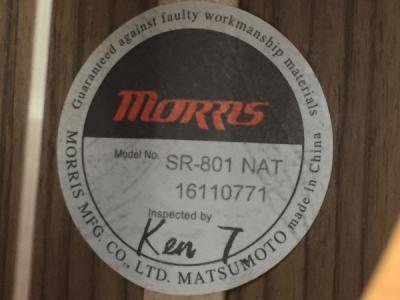 Guaranteed against faulty workmanship materials
MORRIS
Model No. SR-801 NAT
16110771
Inspected by
Ken T.
MORRIS MFG. CO., LTD. MATSUMOTO made in China